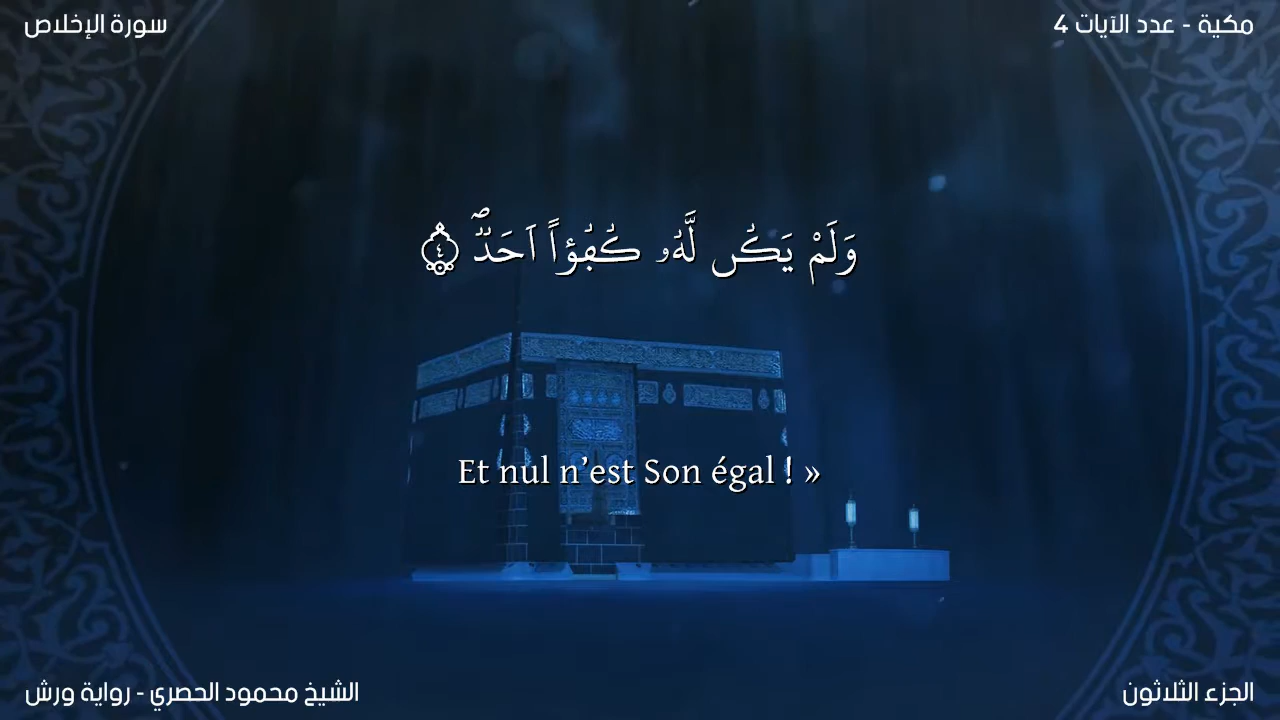 سورة الإخلاص
مكية - عدد الآيات 4
وَلَمْ يَكُن لَّهُۥ كُفُؤاً اَحَدٌۖ ٤
Et nul n’est Son égal ! »
الشيخ محمود الحصري - رواية ورش
الجزء الثلاثون